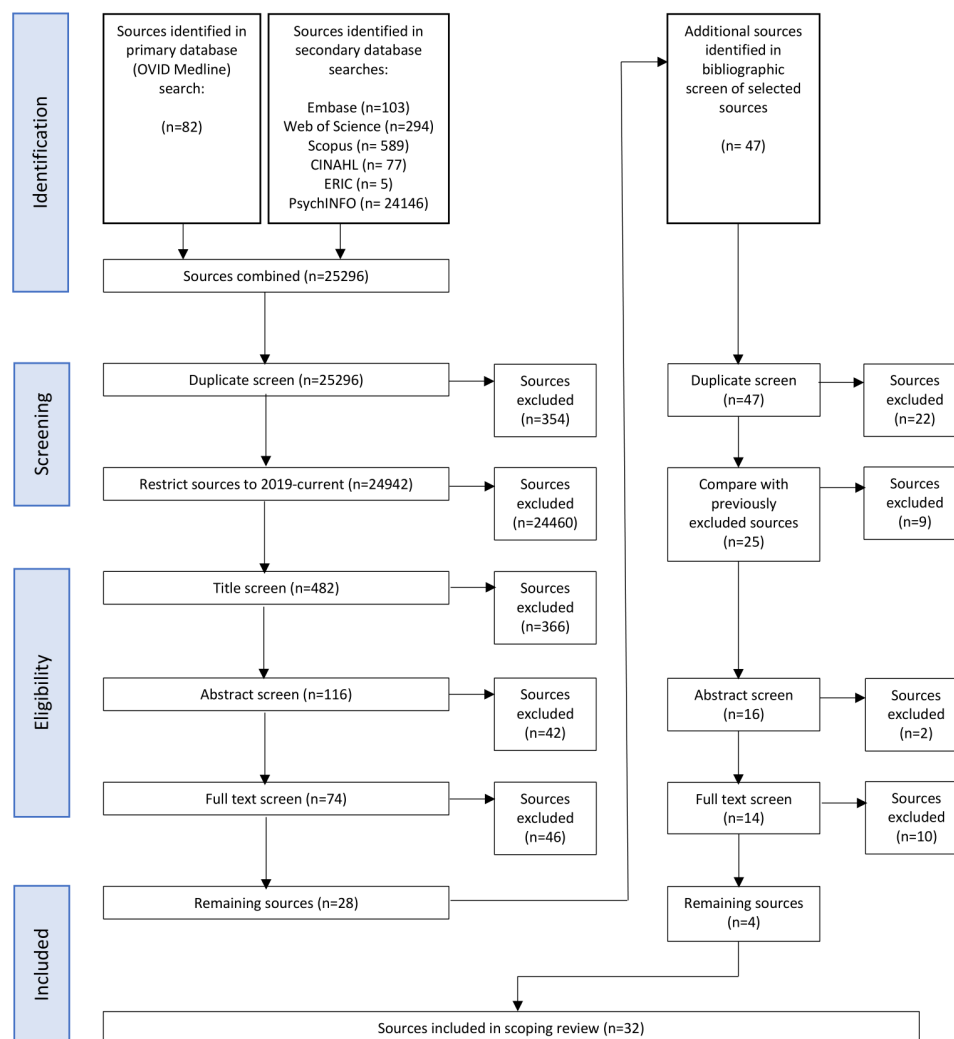 Identification
Sources identified in
primary database
(OVID Medline)
search:
(n=82)
Sources identified in
secondary database
searches:
Embase (n=103)
Web of Science (n=294)
Scopus (n= 589)
CINAHL (n= 77)
ERIC (n= 5)
PsychINFO (n= 24146)
Additional sources
identified in
bibliographic
screen of selected
sources
(n= 47)
Sources combined (n=25296)
Screening
Duplicate screen (n=25296)
Sources
excluded
(n=354)
Duplicate screen
(n=47)
Sources
excluded
(n=22)
Restrict sources to 2019-current (n=24942)
Sources
excluded
(n=24460)
Compare with
previously
excluded sources
(n=25)
Sources
excluded
(n=9)
Eligibility
Title screen (n=482)
Sources
excluded
(n=366)
Abstract screen (n=116)
Sources
excluded
(n=42)
Abstract screen
(n=16)
Sources
excluded
(n=2)
Full text screen (n=74)
Sources
excluded
(n=46)
Full text screen
(n=14)
Sources
excluded
(n=10)
Included
Remaining sources (n=28)
Remaining sources
(n=4)
Sources included in scoping review (n=32)